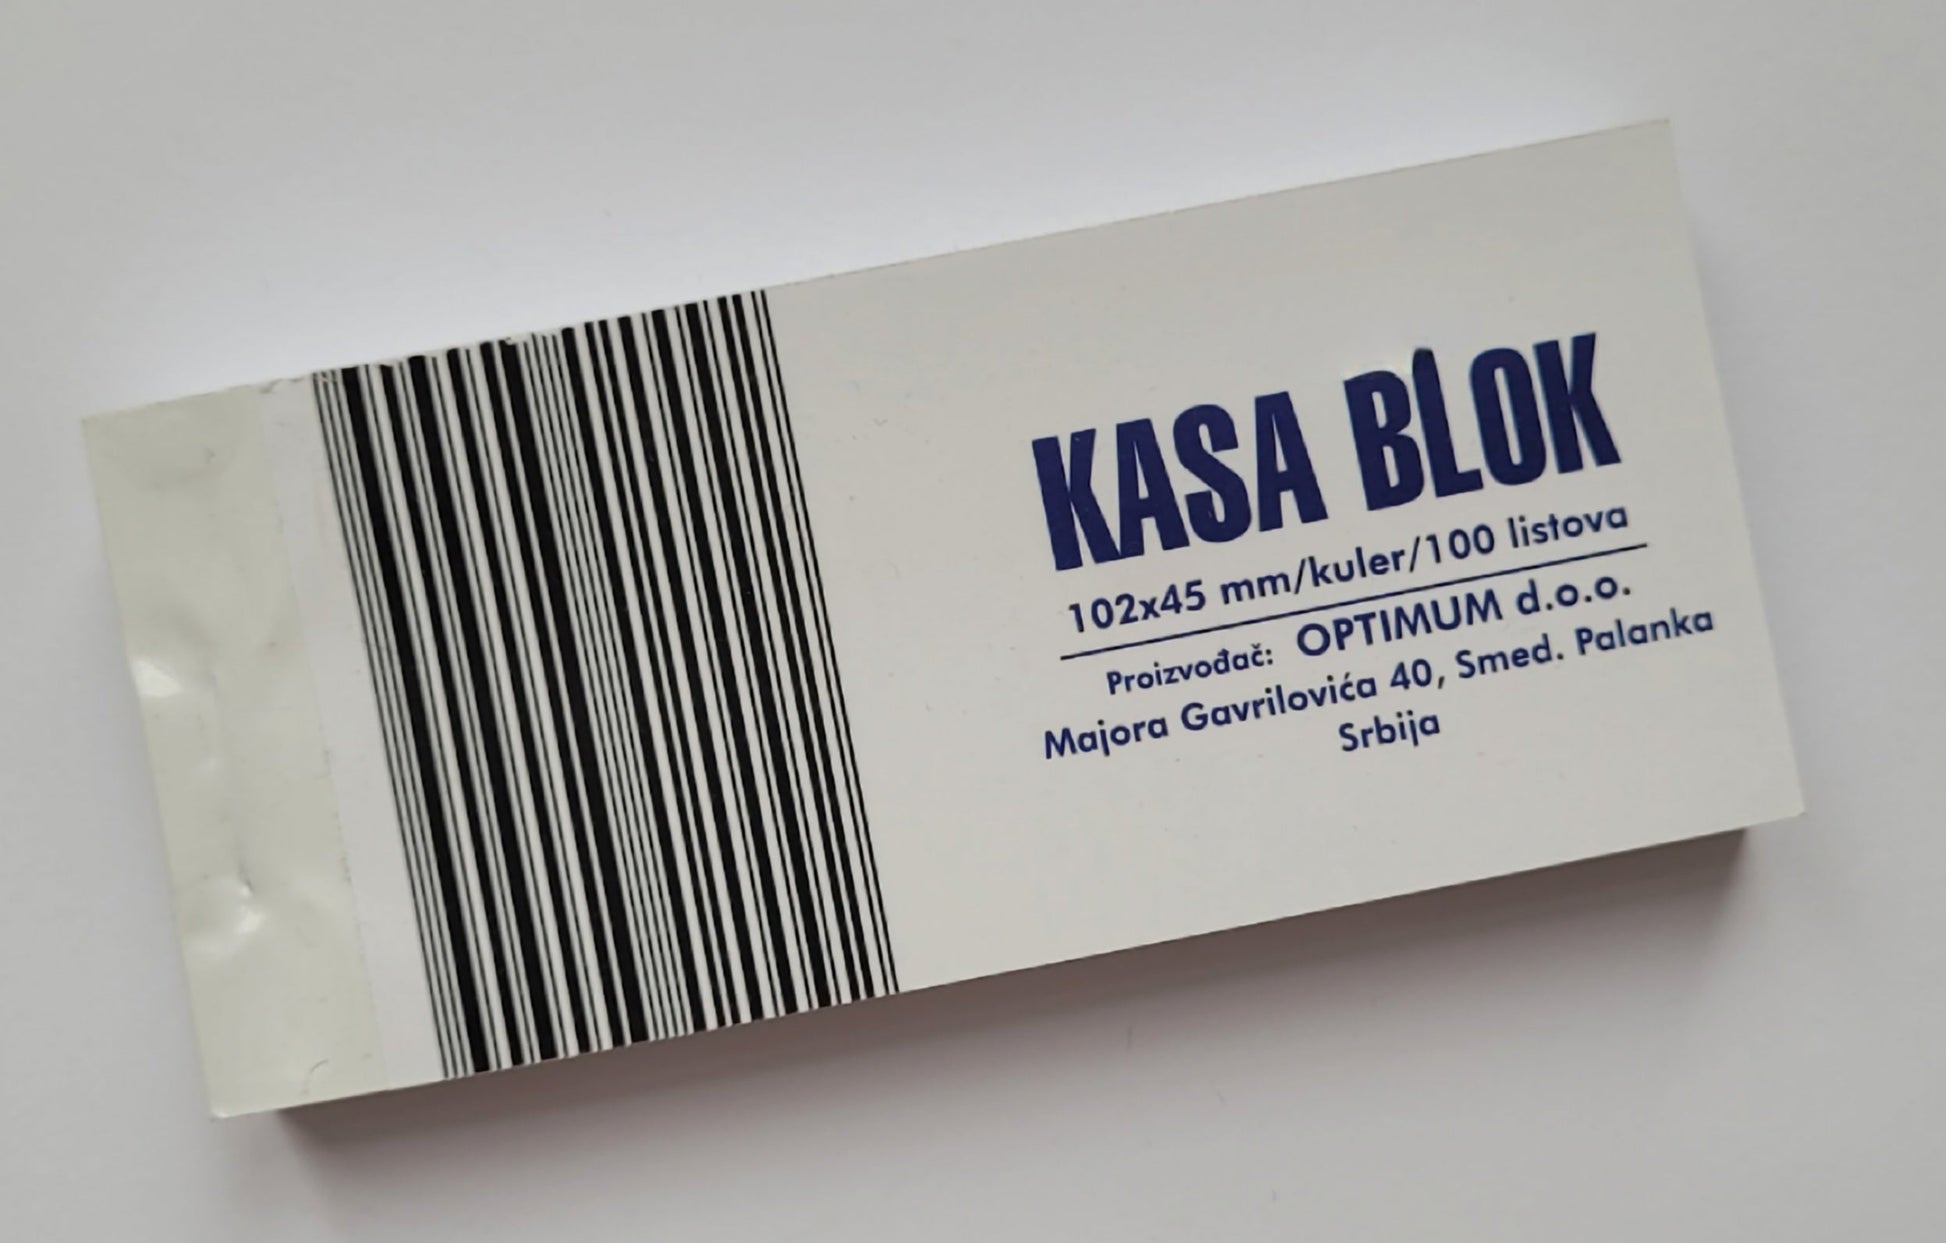 KASA BLOK
102x45 mm/kuler/100 listova
Proizvođač: OPTIMUM d.o.o.
Majora Gavrilovića 40, Smed. Palanka
Srbija